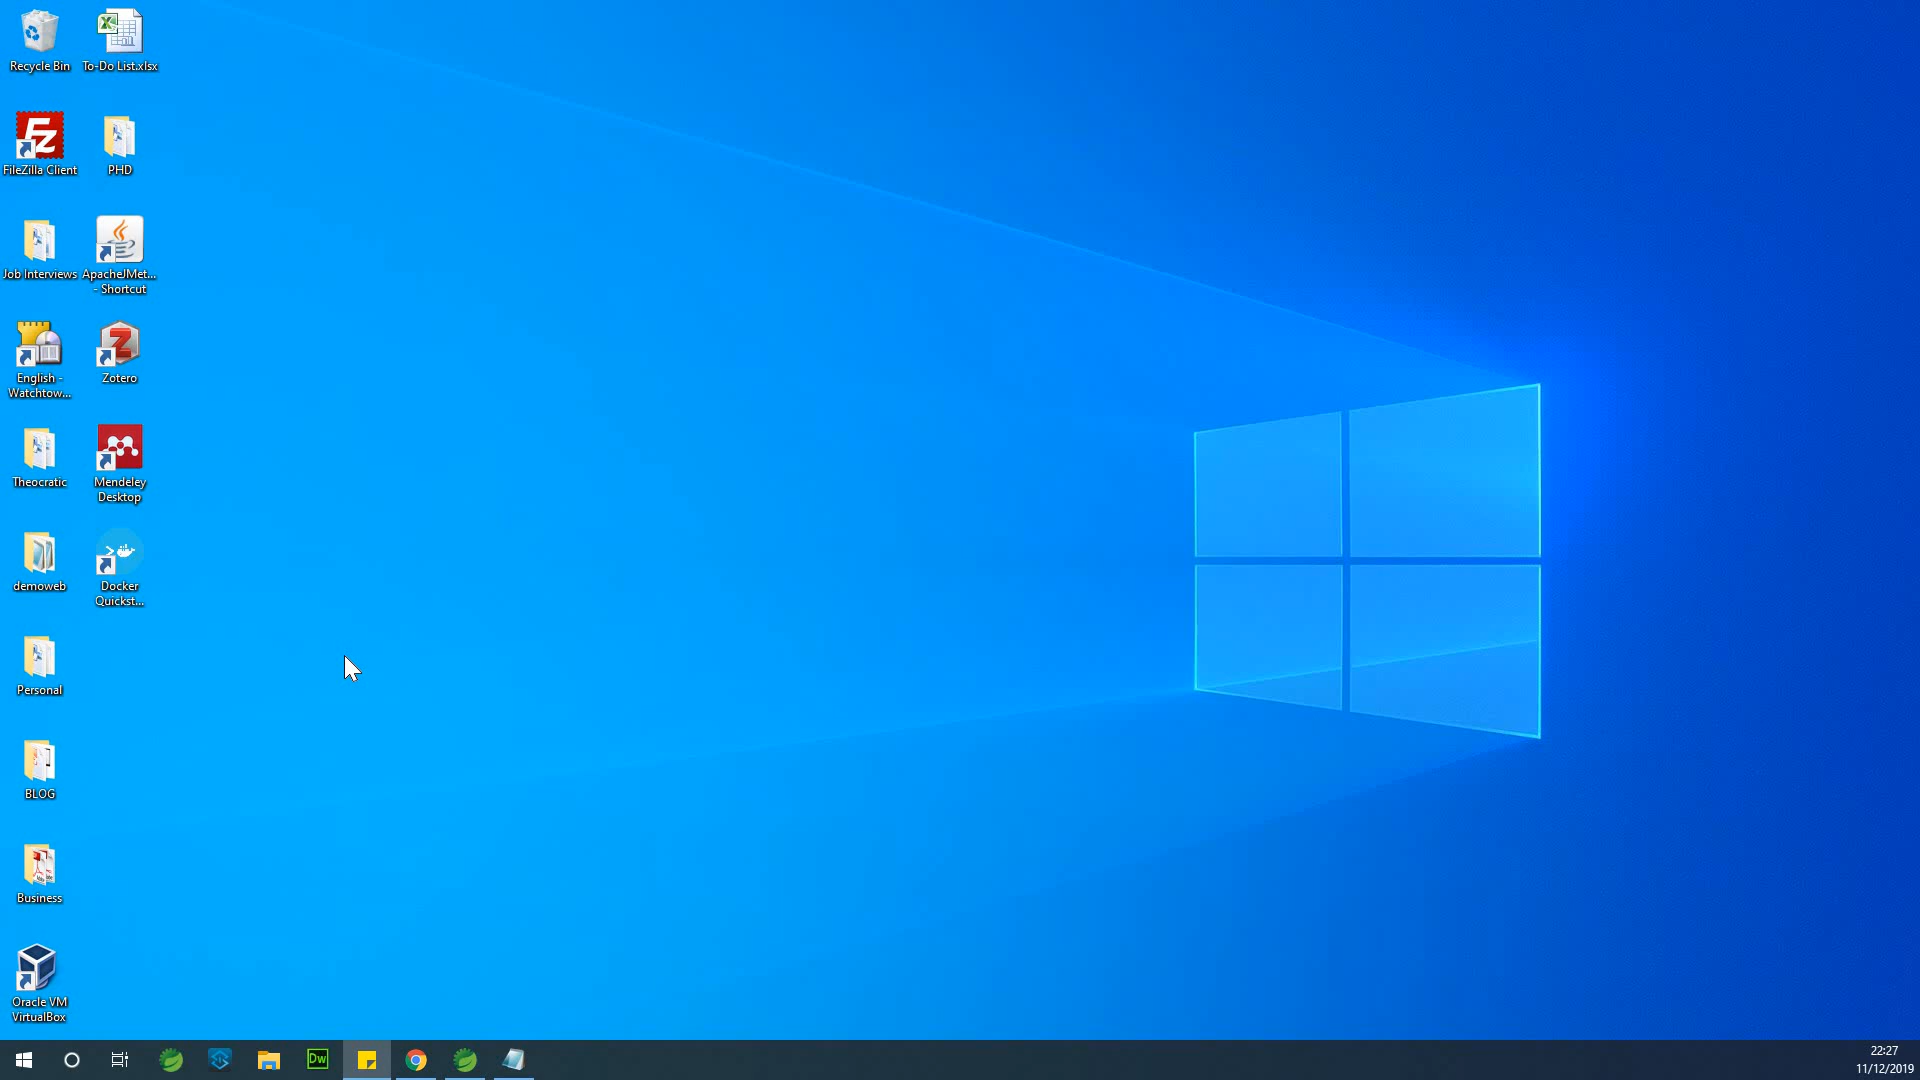 Recycle Bin
To-Do List.xlsx
FileZilla Client
PHD
Job Interviews
ApacheJMet...
- Shortcut
English -
Watchtow...
Zotero
Theocratic
Mendeley
Desktop
demoweb
Docker
Quickst...
Personal
BLOG
Business
Oracle VM
VirtualBox
Dw
22:27
11/12/2019